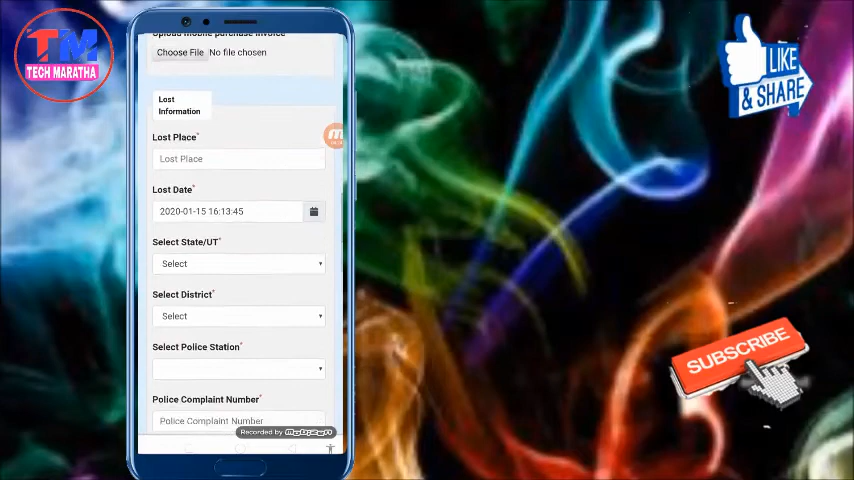 TM
TECH MARATHA
Upload mobile purchase invoice
Choose File No file chosen
Lost
Information
Lost Place*
Lost Place
Lost Date*
2020-01-15 16:13:45
Select State/UT*
Select
Select District*
Select
Select Police Station*
Police Complaint Number*
Police Complaint Number
Recorded by mobizen
LIKE
& SHARE
SUBSCRIBE